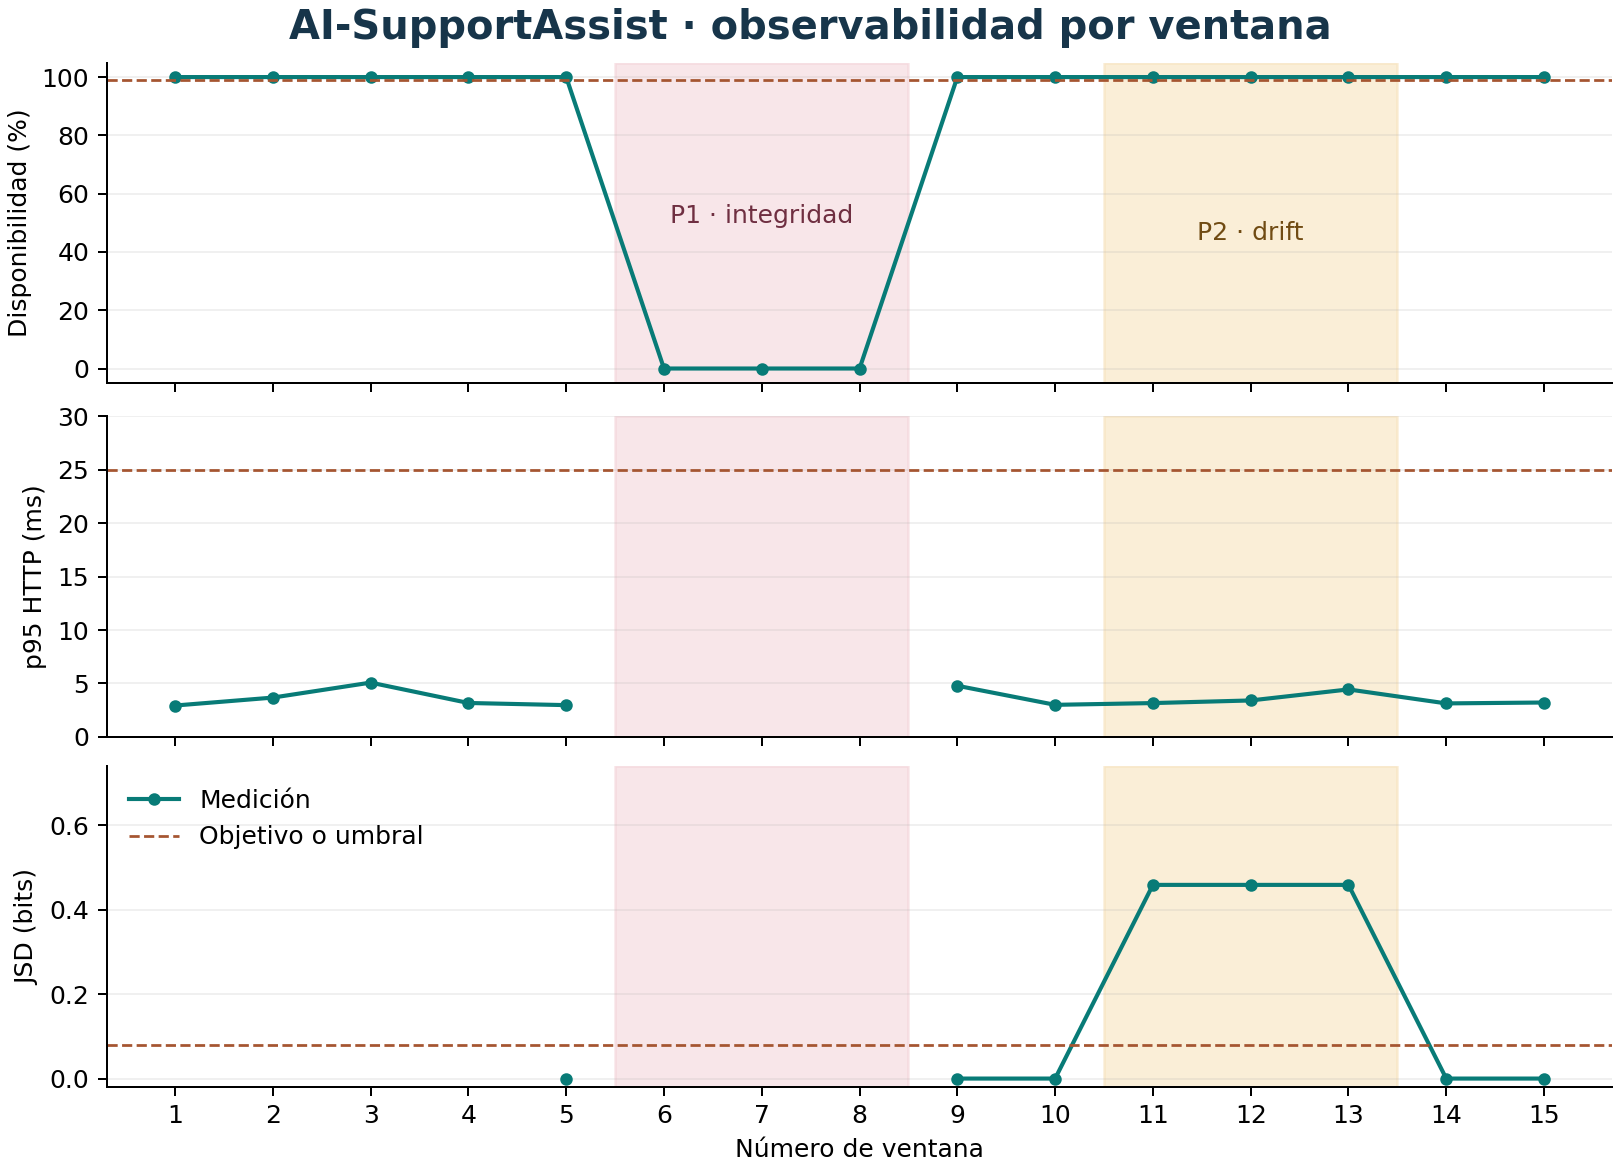 AI-SupportAssist · observabilidad por ventana
Disponibilidad (%)
100
80
60
40
20
0
P1 · integridad
P2 · drift
p95 HTTP (ms)
30
25
20
15
10
5
0
JSD (bits)
0.6
0.4
0.2
0.0
Medición
Objetivo o umbral
1 2 3 4 5 6 7 8 9 10 11 12 13 14 15
Número de ventana